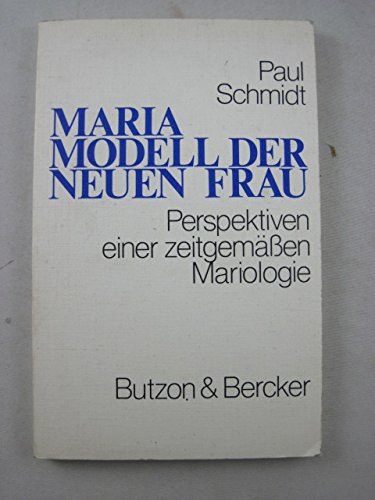 Paul
Schmidt
MARIA
MODELL DER
NEUEN FRAU
Perspektiven
einer zeitgemäßen
Mariologie
Butzon & Bercker